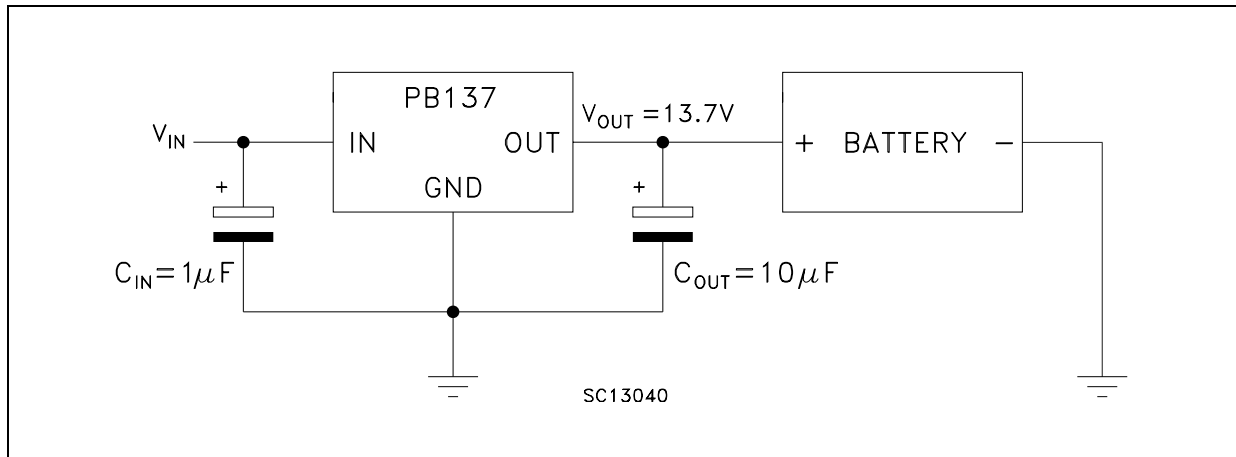 PB137
V_IN
IN
OUT
GND
V_OUT =13.7V
+ BATTERY -
+
+
C_IN=1μF
C_OUT=10μF
SC13040